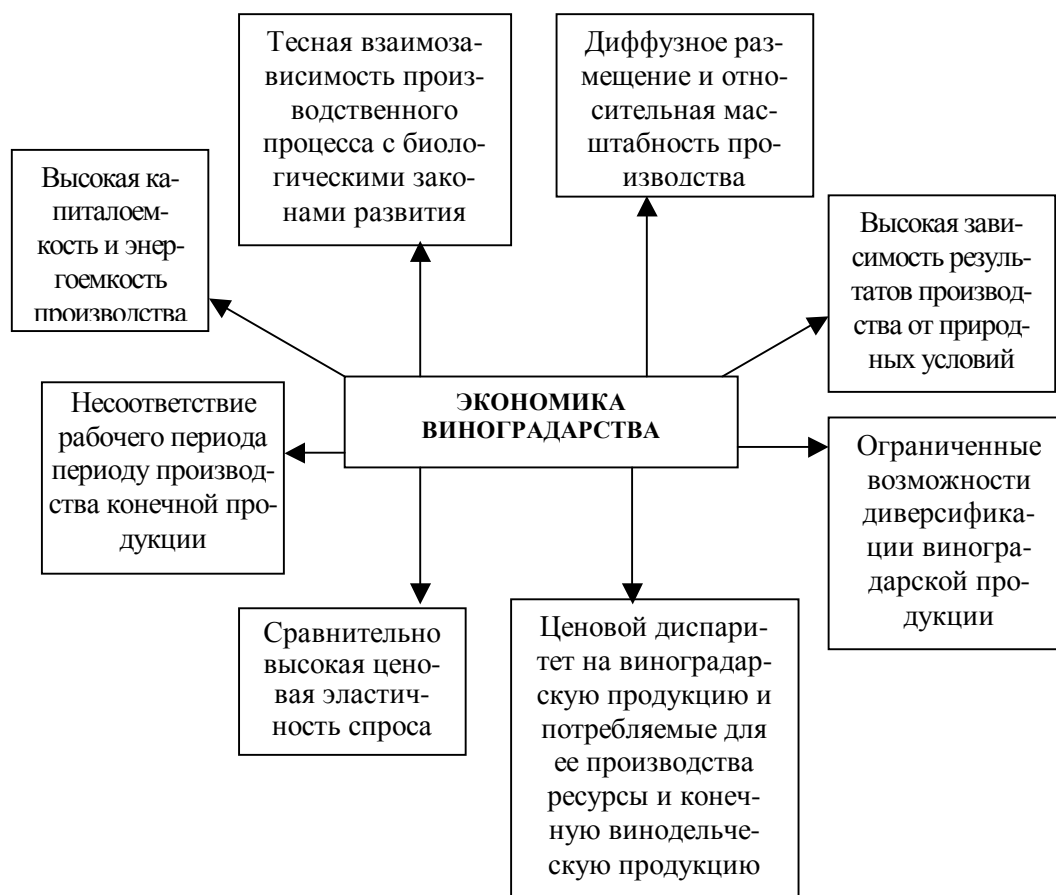 Тесная взаимоза-
висимость произ-
водственного
процесса с биоло-
гическими зако-
нами развития
Диффузное раз
мещение и отно-
сительная мас-
штабность про-
изводства
Высокая ка-
питалоем-
кость и энер-
гоемкость
производства
Высокая зави-
симость резуль-
татов производ-
ства от природ-
ных условий
ЭКОНОМИКА
ВИНОГРАДАРСТВА
Несоответствие
рабочего периода
периоду производ-
ства конечной про-
дукции
Ограниченные
возможности
диверсифика-
ции виногра-
дарской про-
дукции
Сравнительно
высокая цено-
вая эластич-
ность спроса
Ценовой диспари-
тет на виноградар-
скую продукцию и
потребляемые для
ее производства
ресурсы и конеч-
ную винодельче-
скую продукцию